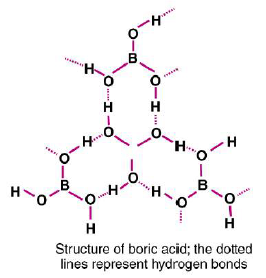 H
O
B
H
O O
H H
O O
H H H
O O
O
B B
H H H
O O O O
H H
Structure of boric acid; the dotted
lines represent hydrogen bonds